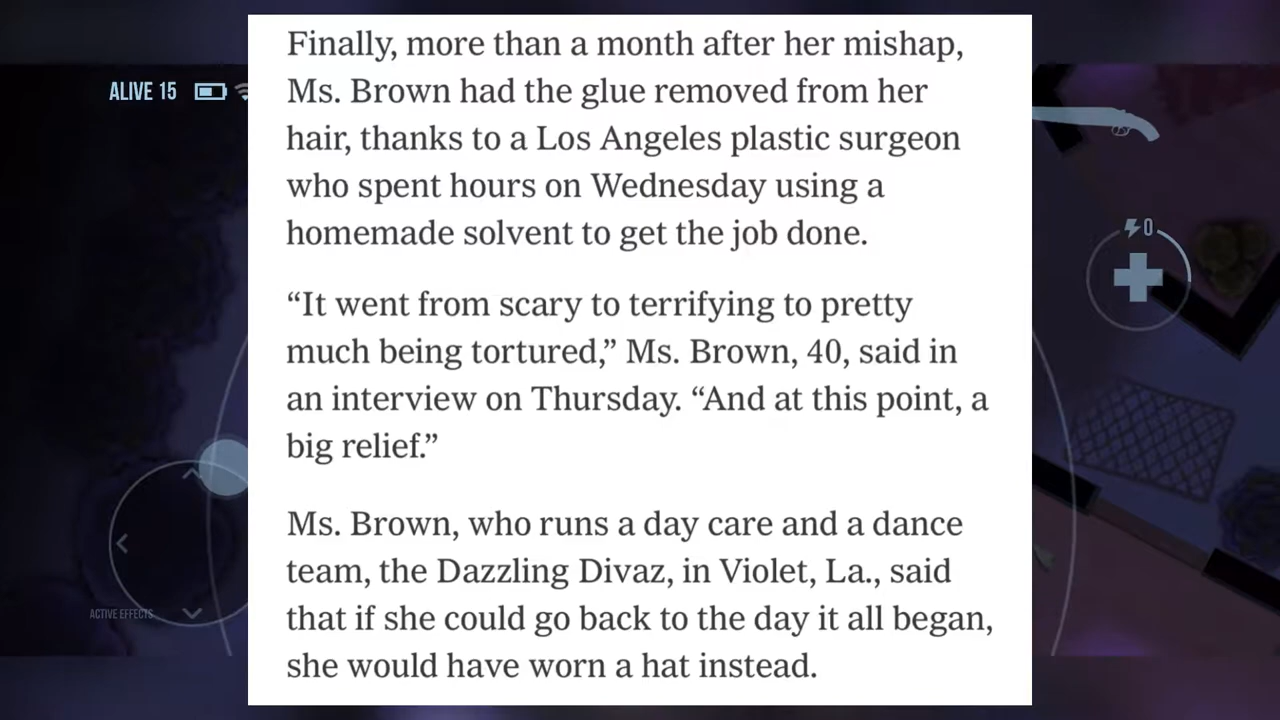 Finally, more than a month after her mishap,
Ms. Brown had the glue removed from her
hair, thanks to a Los Angeles plastic surgeon
who spent hours on Wednesday using a
homemade solvent to get the job done.
“It went from scary to terrifying to pretty
much being tortured,” Ms. Brown, 40, said in
an interview on Thursday. “And at this point, a
big relief.”
Ms. Brown, who runs a day care and a dance
team, the Dazzling Divaz, in Violet, La., said
that if she could go back to the day it all began,
she would have worn a hat instead.
ALIVE 15
0
ACTIVE EFFECTS